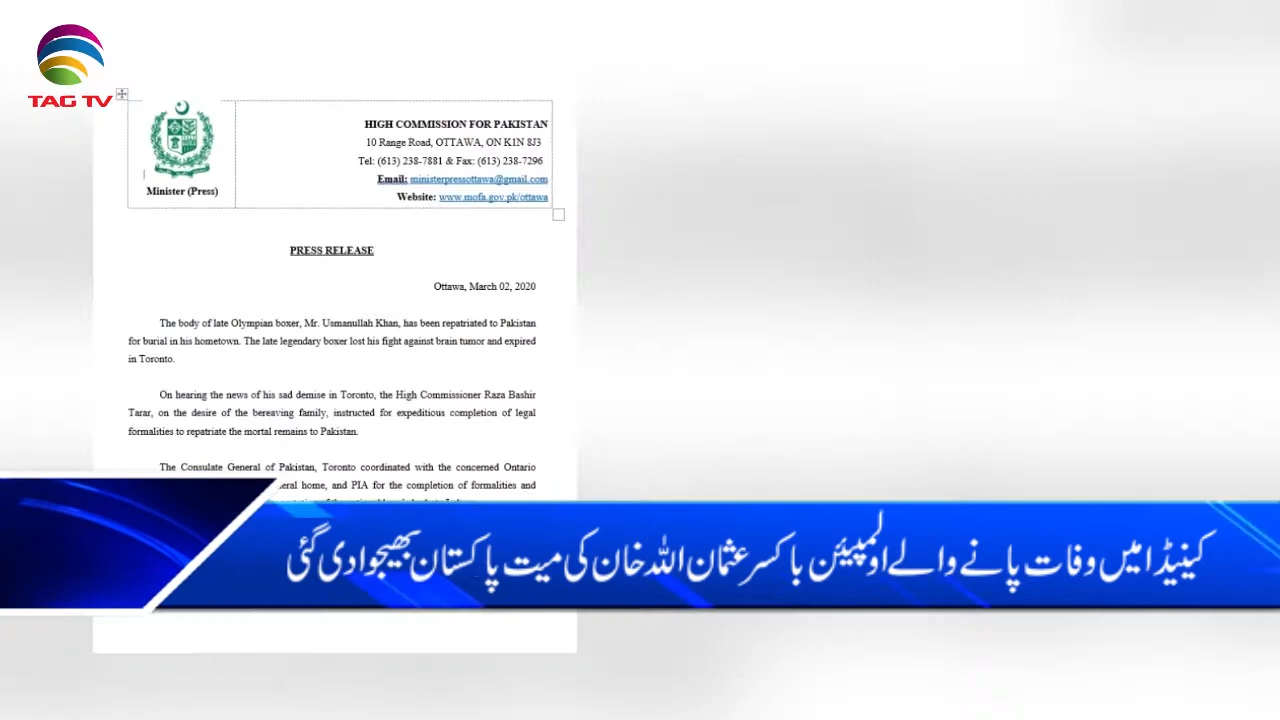 TAG TV
HIGH COMMISSION FOR PAKISTAN
10 Range Road, OTTAWA, ON K1N 8J3
Tel: (613) 238-7881 & Fax: (613) 238-7296
Email: ministerpressottawa@gmail.com
Website: www.mofa.gov.pk/ottawa
Minister (Press)
PRESS RELEASE
Ottawa, March 02, 2020
The body of late Olympian boxer, Mr. Usmanullah Khan, has been repatriated to Pakistan
for burial in his hometown. The late legendary boxer lost his fight against brain tumor and expired
in Toronto.
On hearing the news of his sad demise in Toronto, the High Commissioner Raza Bashir
Tarar, on the desire of the bereaving family, instructed for expeditious completion of legal
formalities to repatriate the mortal remains to Pakistan.
The Consulate General of Pakistan, Toronto coordinated with the concerned Ontario
home, and PIA for the completion of formalities and
کینیڈا میں وفات پانے والے اولمپیئن باکسر عثمان اللہ خان کی میت پاکستان بھیجوا دی گئی